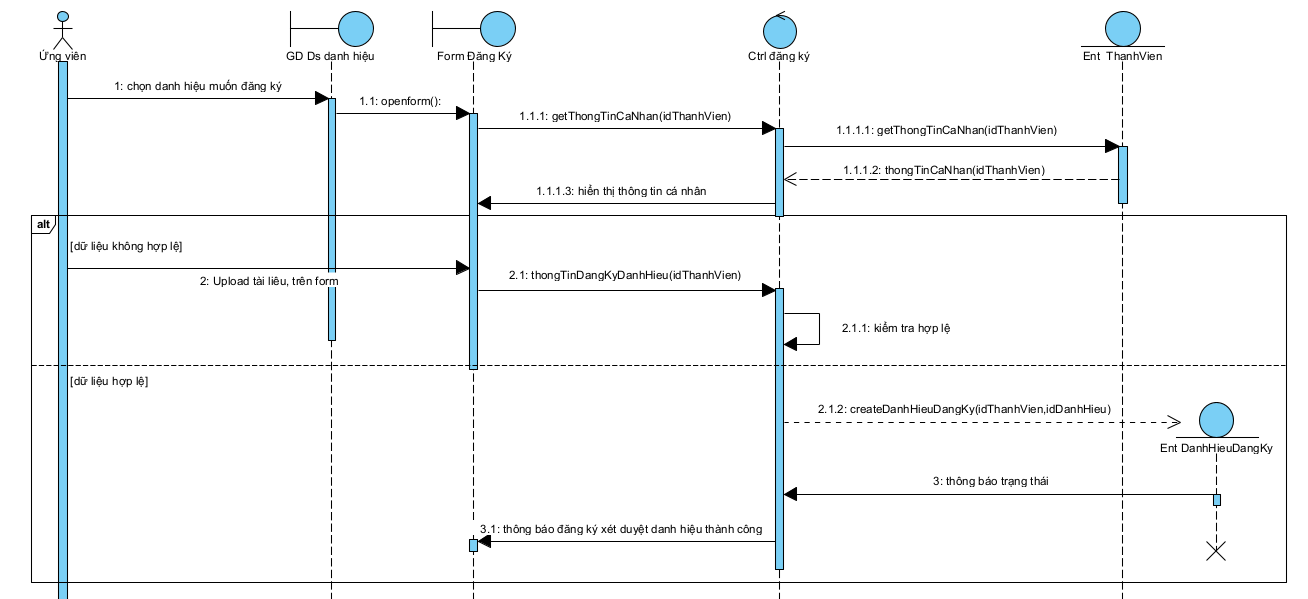 Ứng viên
GD Ds danh hiệu
Form Đăng Ký
Ctrl đăng ký
Ent ThanhVien
1: chọn danh hiệu muốn đăng ký
1.1: openform():
1.1.1: getThongTinCaNhan(idThanhVien)
1.1.1.1: getThongTinCaNhan(idThanhVien)
1.1.1.2: thongTinCaNhan(idThanhVien)
1.1.1.3: hiển thị thông tin cá nhân
alt
[dữ liệu không hợp lệ]
2: Upload tài liêu, trên form
2.1: thongTinDangKyDanhHieu(idThanhVien)
2.1.1: kiểm tra hợp lệ
[dữ liệu hợp lệ]
2.1.2: createDanhHieuDangKy(idThanhVien,idDanhHieu)
Ent DanhHieuDangKy
3: thông báo trạng thái
3.1: thông báo đăng ký xét duyệt danh hiệu thành công